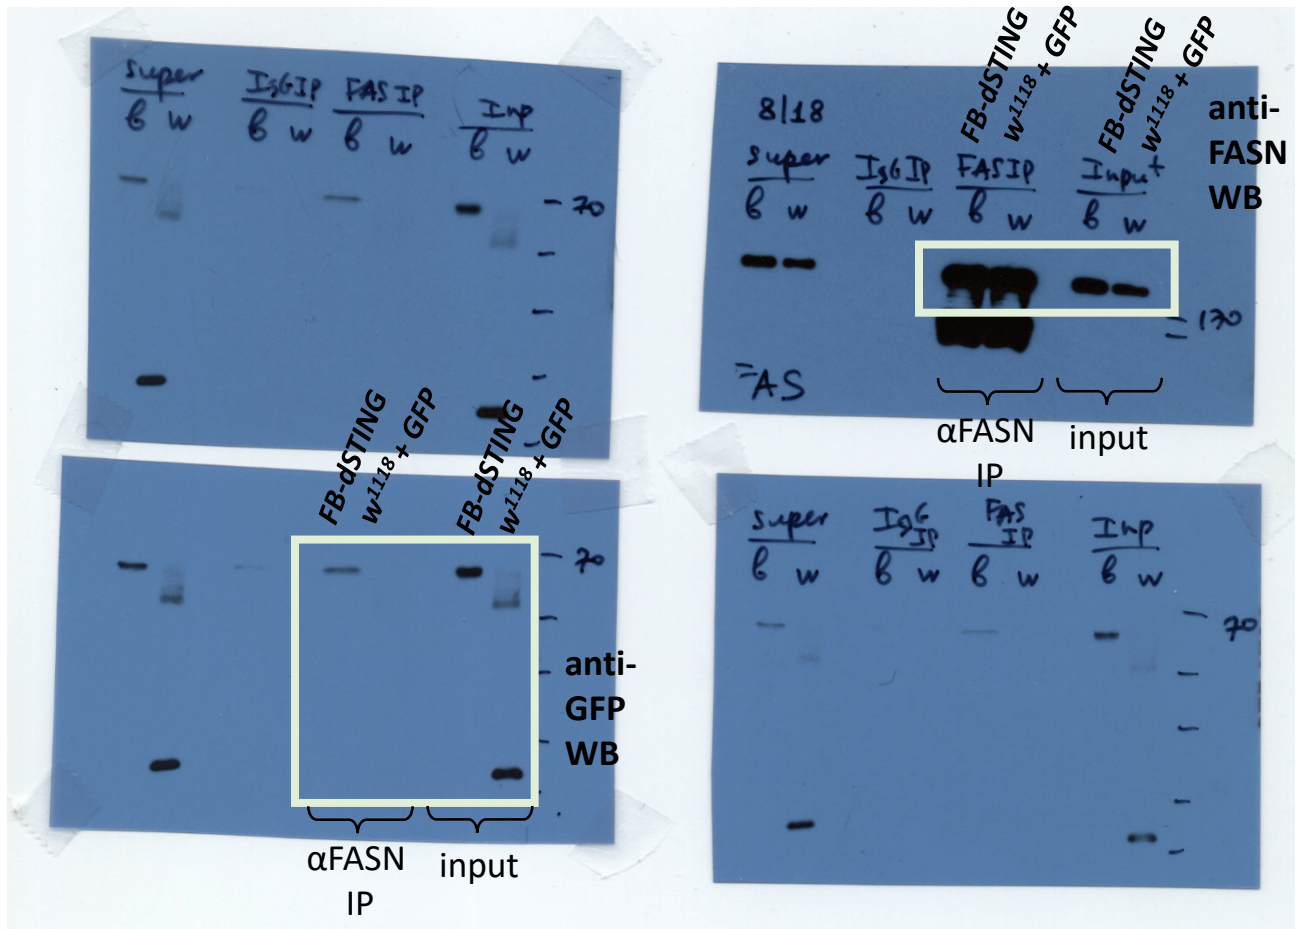 super
IgG IP
FAS IP
Inp
б w
б w
б w
б w
70
8/18
super
IgG IP
FAS IP
Input
б w
б w
б w
б w
FB-dSTING
w1118 + GFP
FB-dSTING
w1118 + GFP
anti-
FASN
WB
170
FAS
αFASN
IP
input
FB-dSTING
w1118 + GFP
FB-dSTING
w1118 + GFP
70
anti-
GFP
WB
αFASN
IP
input
super
IgG
IP
FAS
IP
Inp
б w
б w
б w
б w
70